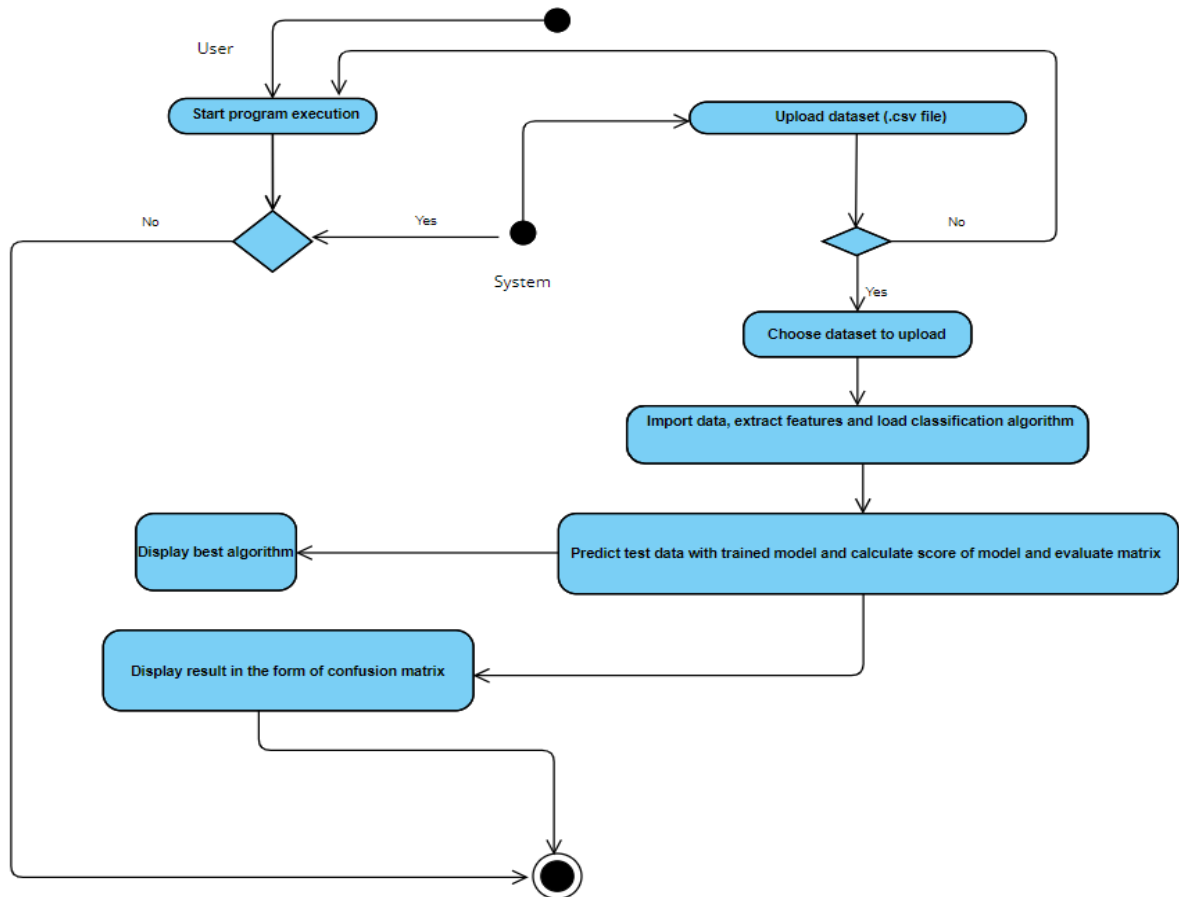 User
Start program execution
Upload dataset (.csv file)
No
Yes
No
System
Yes
Choose dataset to upload
Import data, extract features and load classification algorithm
Display best algorithm
Predict test data with trained model and calculate score of model and evaluate matrix
Display result in the form of confusion matrix